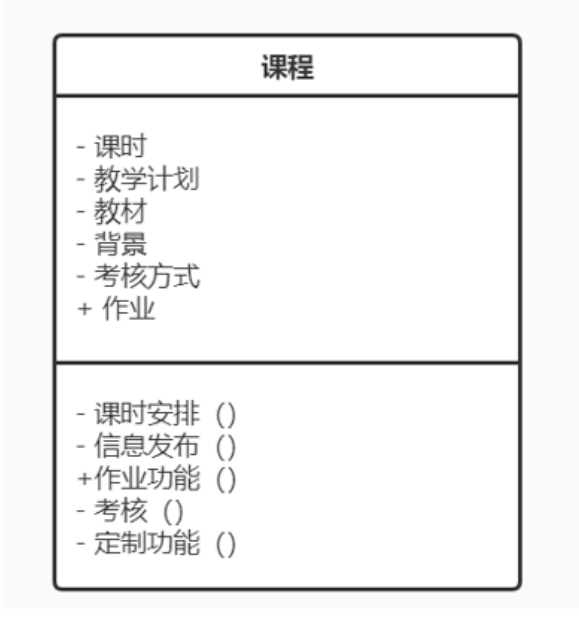 课程
- 课时
- 教学计划
- 教材
- 背景
- 考核方式
+ 作业
- 课时安排（）
- 信息发布（）
+作业功能（）
- 考核（）
- 定制功能（）